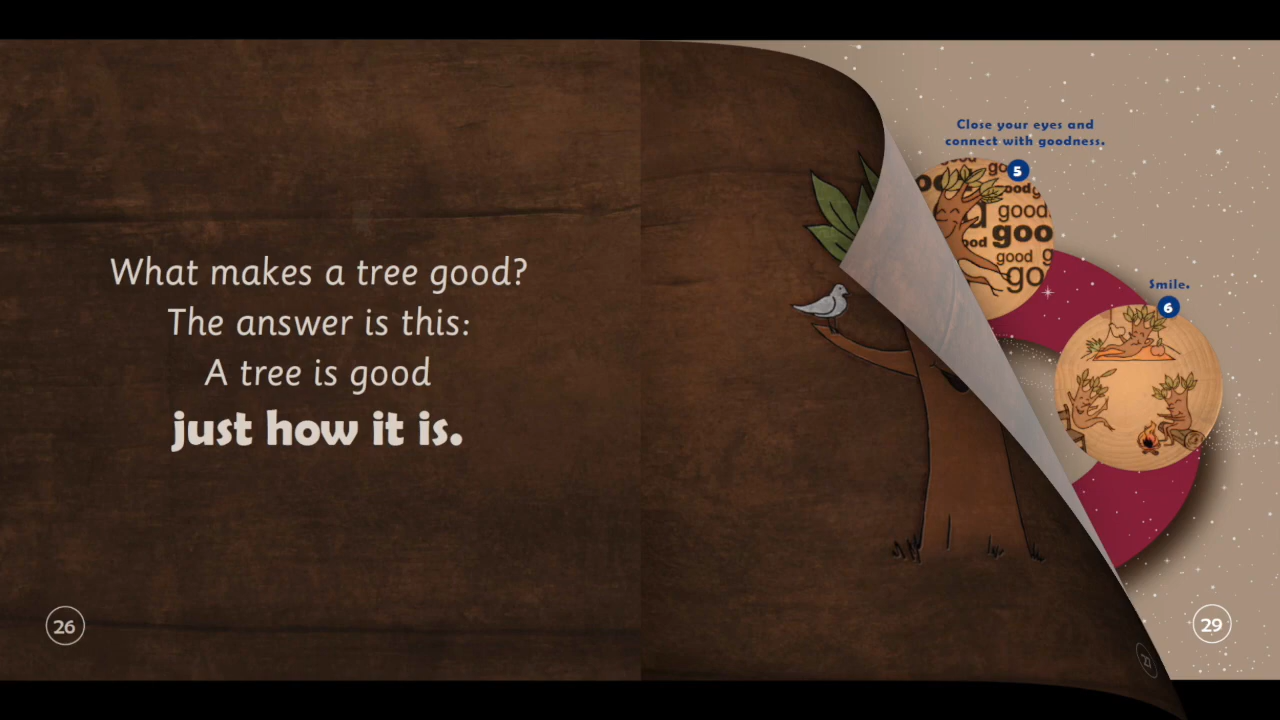 What makes a tree good?
The answer is this:
A tree is good
just how it is.
26
Close your eyes and
connect with goodness.
5
good
good
good
good
good
Smile.
6
29